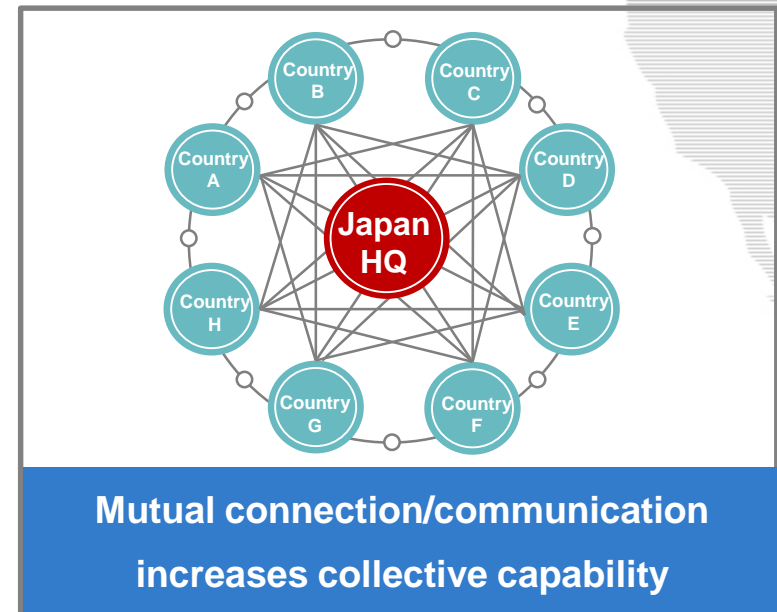 Country
B
Country
C
Country
A
Country
D
Japan
HQ
Country
H
Country
E
Country
G
Country
F
Mutual connection/communication
increases collective capability